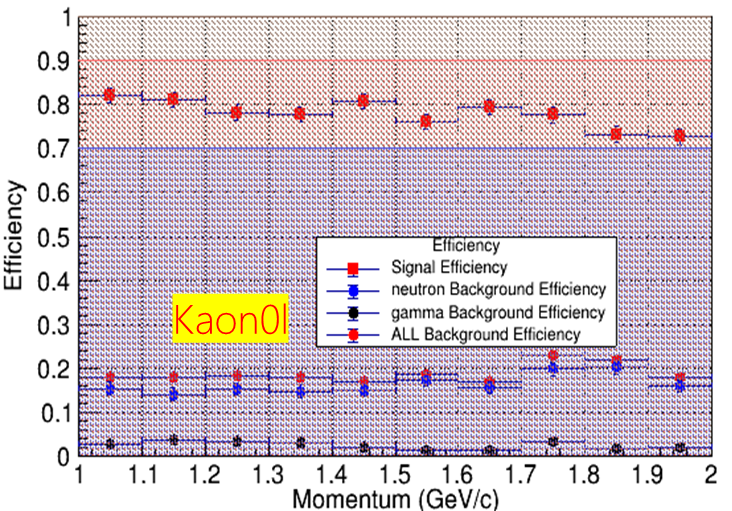 1
0.9
0.8
0.7
0.6
0.5
0.4
0.3
0.2
0.1
0
Efficiency
Efficiency
Signal Efficiency
neutron Background Efficiency
gamma Background Efficiency
ALL Background Efficiency
Kaon0l
1 1.1 1.2 1.3 1.4 1.5 1.6 1.7 1.8 1.9 2
Momentum (GeV/c)